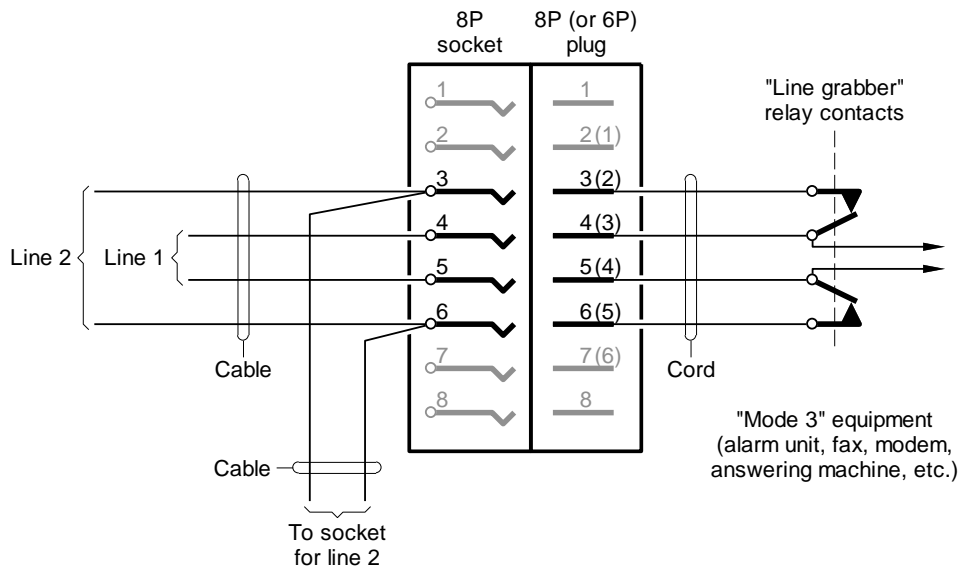 8P
socket
8P (or 6P)
plug
"Line grabber"
relay contacts
1
1
2
2 (1)
3
3 (2)
4
4 (3)
Line 2
Line 1
5
5 (4)
6
6 (5)
7
7 (6)
Cable
Cord
8
8
"Mode 3" equipment
(alarm unit, fax, modem,
answering machine, etc.)
Cable
To socket
for line 2